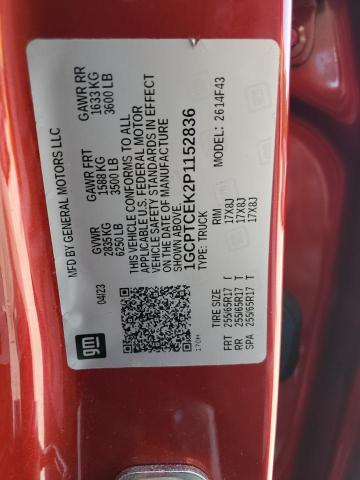 MFD BY GENERAL MOTORS LLC
04/23
GVWR
2835 KG
6250 LB
GAWR FRT
1588 KG
3500 LB
GAWR RR
1633 KG
3600 LB
THIS VEHICLE CONFORMS TO ALL
APPLICABLE U.S. FEDERAL MOTOR
VEHICLE SAFETY STANDARDS IN EFFECT
ON THE DATE OF MANUFACTURE
1GCPTCEK2P1152836
TYPE: TRUCK
MODEL: 2614F43
TIRE SIZE RIM
FRT 255/65R17 T 17X8J
RR 255/65R17 T 17X8J
SPA 255/65R17 T 17X8J
gm
170H